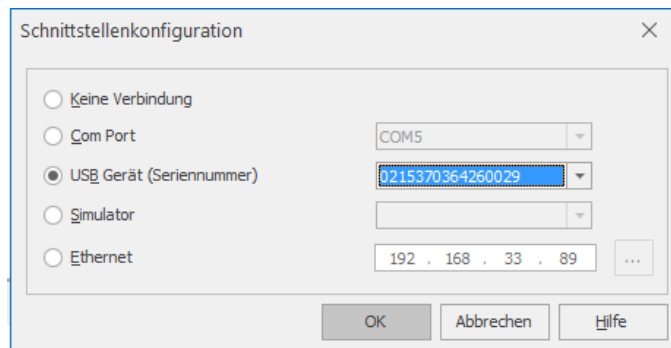 Schnittstellenkonfiguration
Keine Verbindung
Com Port COM5
USB Gerät (Seriennummer) 0215370364260029
Simulator
Ethernet 192 . 168 . 33 . 89 ...
OK Abbrechen Hilfe